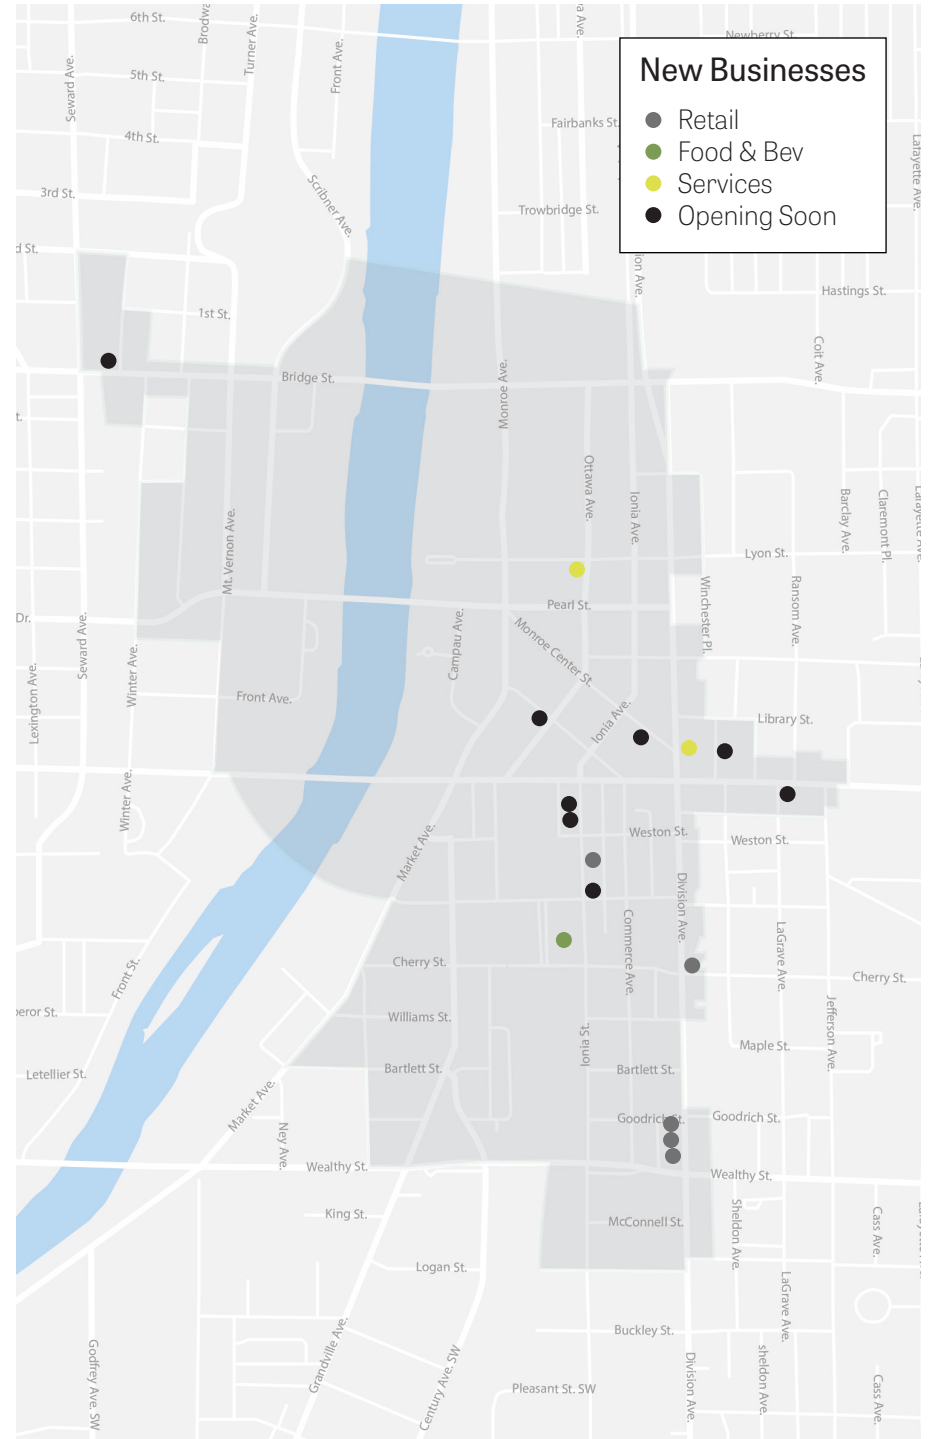 6th St.
Turner Ave.
Front Ave.
Newberry St.
New Businesses
Retail
Food & Bev
Services
Opening Soon
Seward Ave.
5th St.
4th St.
Fairbanks St.
Lafayette Ave.
3rd St.
Scribner Ave.
Trowbridge St.
d St.
ion Ave.
Hastings St.
1st St.
Coit Ave.
Bridge St.
Monroe Ave.
Ottawa Ave.
Ionia Ave.
Barclay Ave.
Claremont Pl.
Mt. Vernon Ave.
Lyon St.
Pearl St.
Winchester Pl.
Ransom Ave.
Dr.
Seward Ave.
Campau Ave.
Monroe Center St.
Lexington Ave.
Winter Ave.
Front Ave.
Ionia Ave.
Library St.
Winter Ave.
Market Ave.
Weston St.
Weston St.
Division Ave.
Commerce Ave.
LaGrave Ave.
Front St.
Cherry St.
Cherry St.
Jefferson Ave.
peror St.
Williams St.
Ionia St.
Maple St.
Letellier St.
Bartlett St.
Bartlett St.
Market Ave.
Ney Ave.
Goodrich St.
Goodrich St.
Wealthy St.
Wealthy St.
King St.
McConnell St.
Sheldon Ave.
Cass Ave.
Logan St.
LaGrave Ave.
Buckley St.
Godfrey Ave. SW
Grandville Ave.
Century Ave. SW
Pleasant St. SW
Division Ave.
sheldon Ave.
Cass Ave.